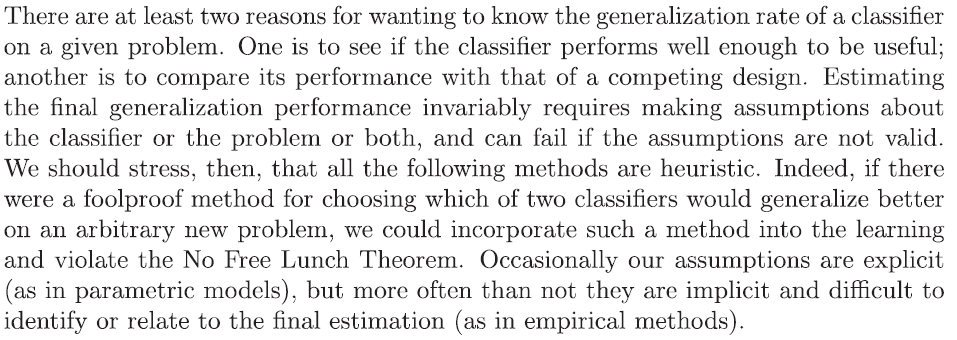 There are at least two reasons for wanting to know the generalization rate of a classifier
on a given problem. One is to see if the classifier performs well enough to be useful;
another is to compare its performance with that of a competing design. Estimating
the final generalization performance invariably requires making assumptions about
the classifier or the problem or both, and can fail if the assumptions are not valid.
We should stress, then, that all the following methods are heuristic. Indeed, if there
were a foolproof method for choosing which of two classifiers would generalize better
on an arbitrary new problem, we could incorporate such a method into the learning
and violate the No Free Lunch Theorem. Occasionally our assumptions are explicit
(as in parametric models), but more often than not they are implicit and difficult to
identify or relate to the final estimation (as in empirical methods).